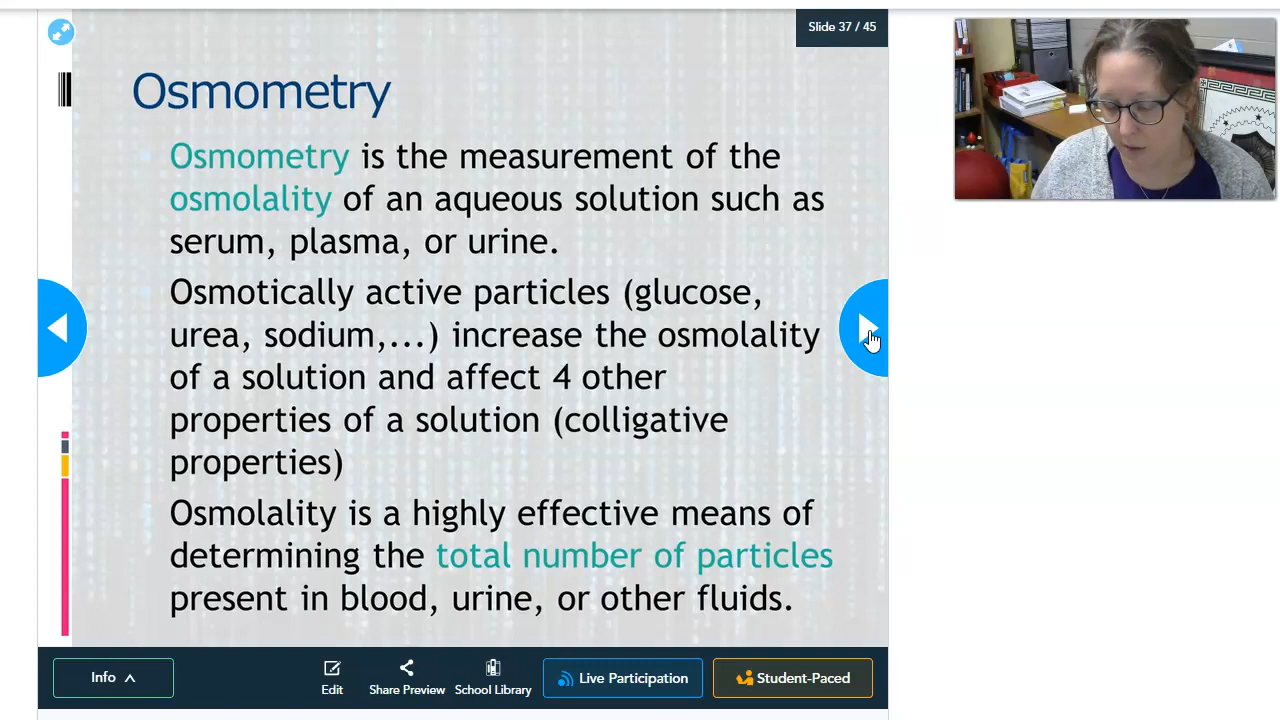 Slide 37 / 45
Osmometry
Osmometry is the measurement of the
osmolality of an aqueous solution such as
serum, plasma, or urine.
Osmotically active particles (glucose,
urea, sodium,...) increase the osmolality
of a solution and affect 4 other
properties of a solution (colligative
properties)
Osmolality is a highly effective means of
determining the total number of particles
present in blood, urine, or other fluids.
Info
Edit
Share Preview
School Library
Live Participation
Student-Paced